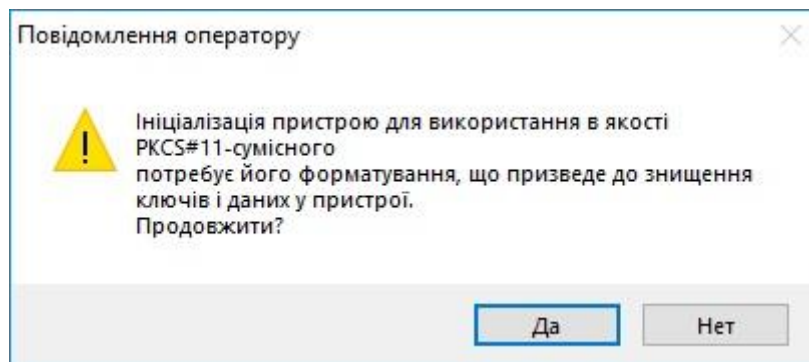 Повідомлення оператору
Ініціалізація пристрою для використання в якості
PKCS#11-сумісного
потребує його форматування, що призведе до знищення
ключів і даних у пристрої.
Продовжити?
Да
Нет